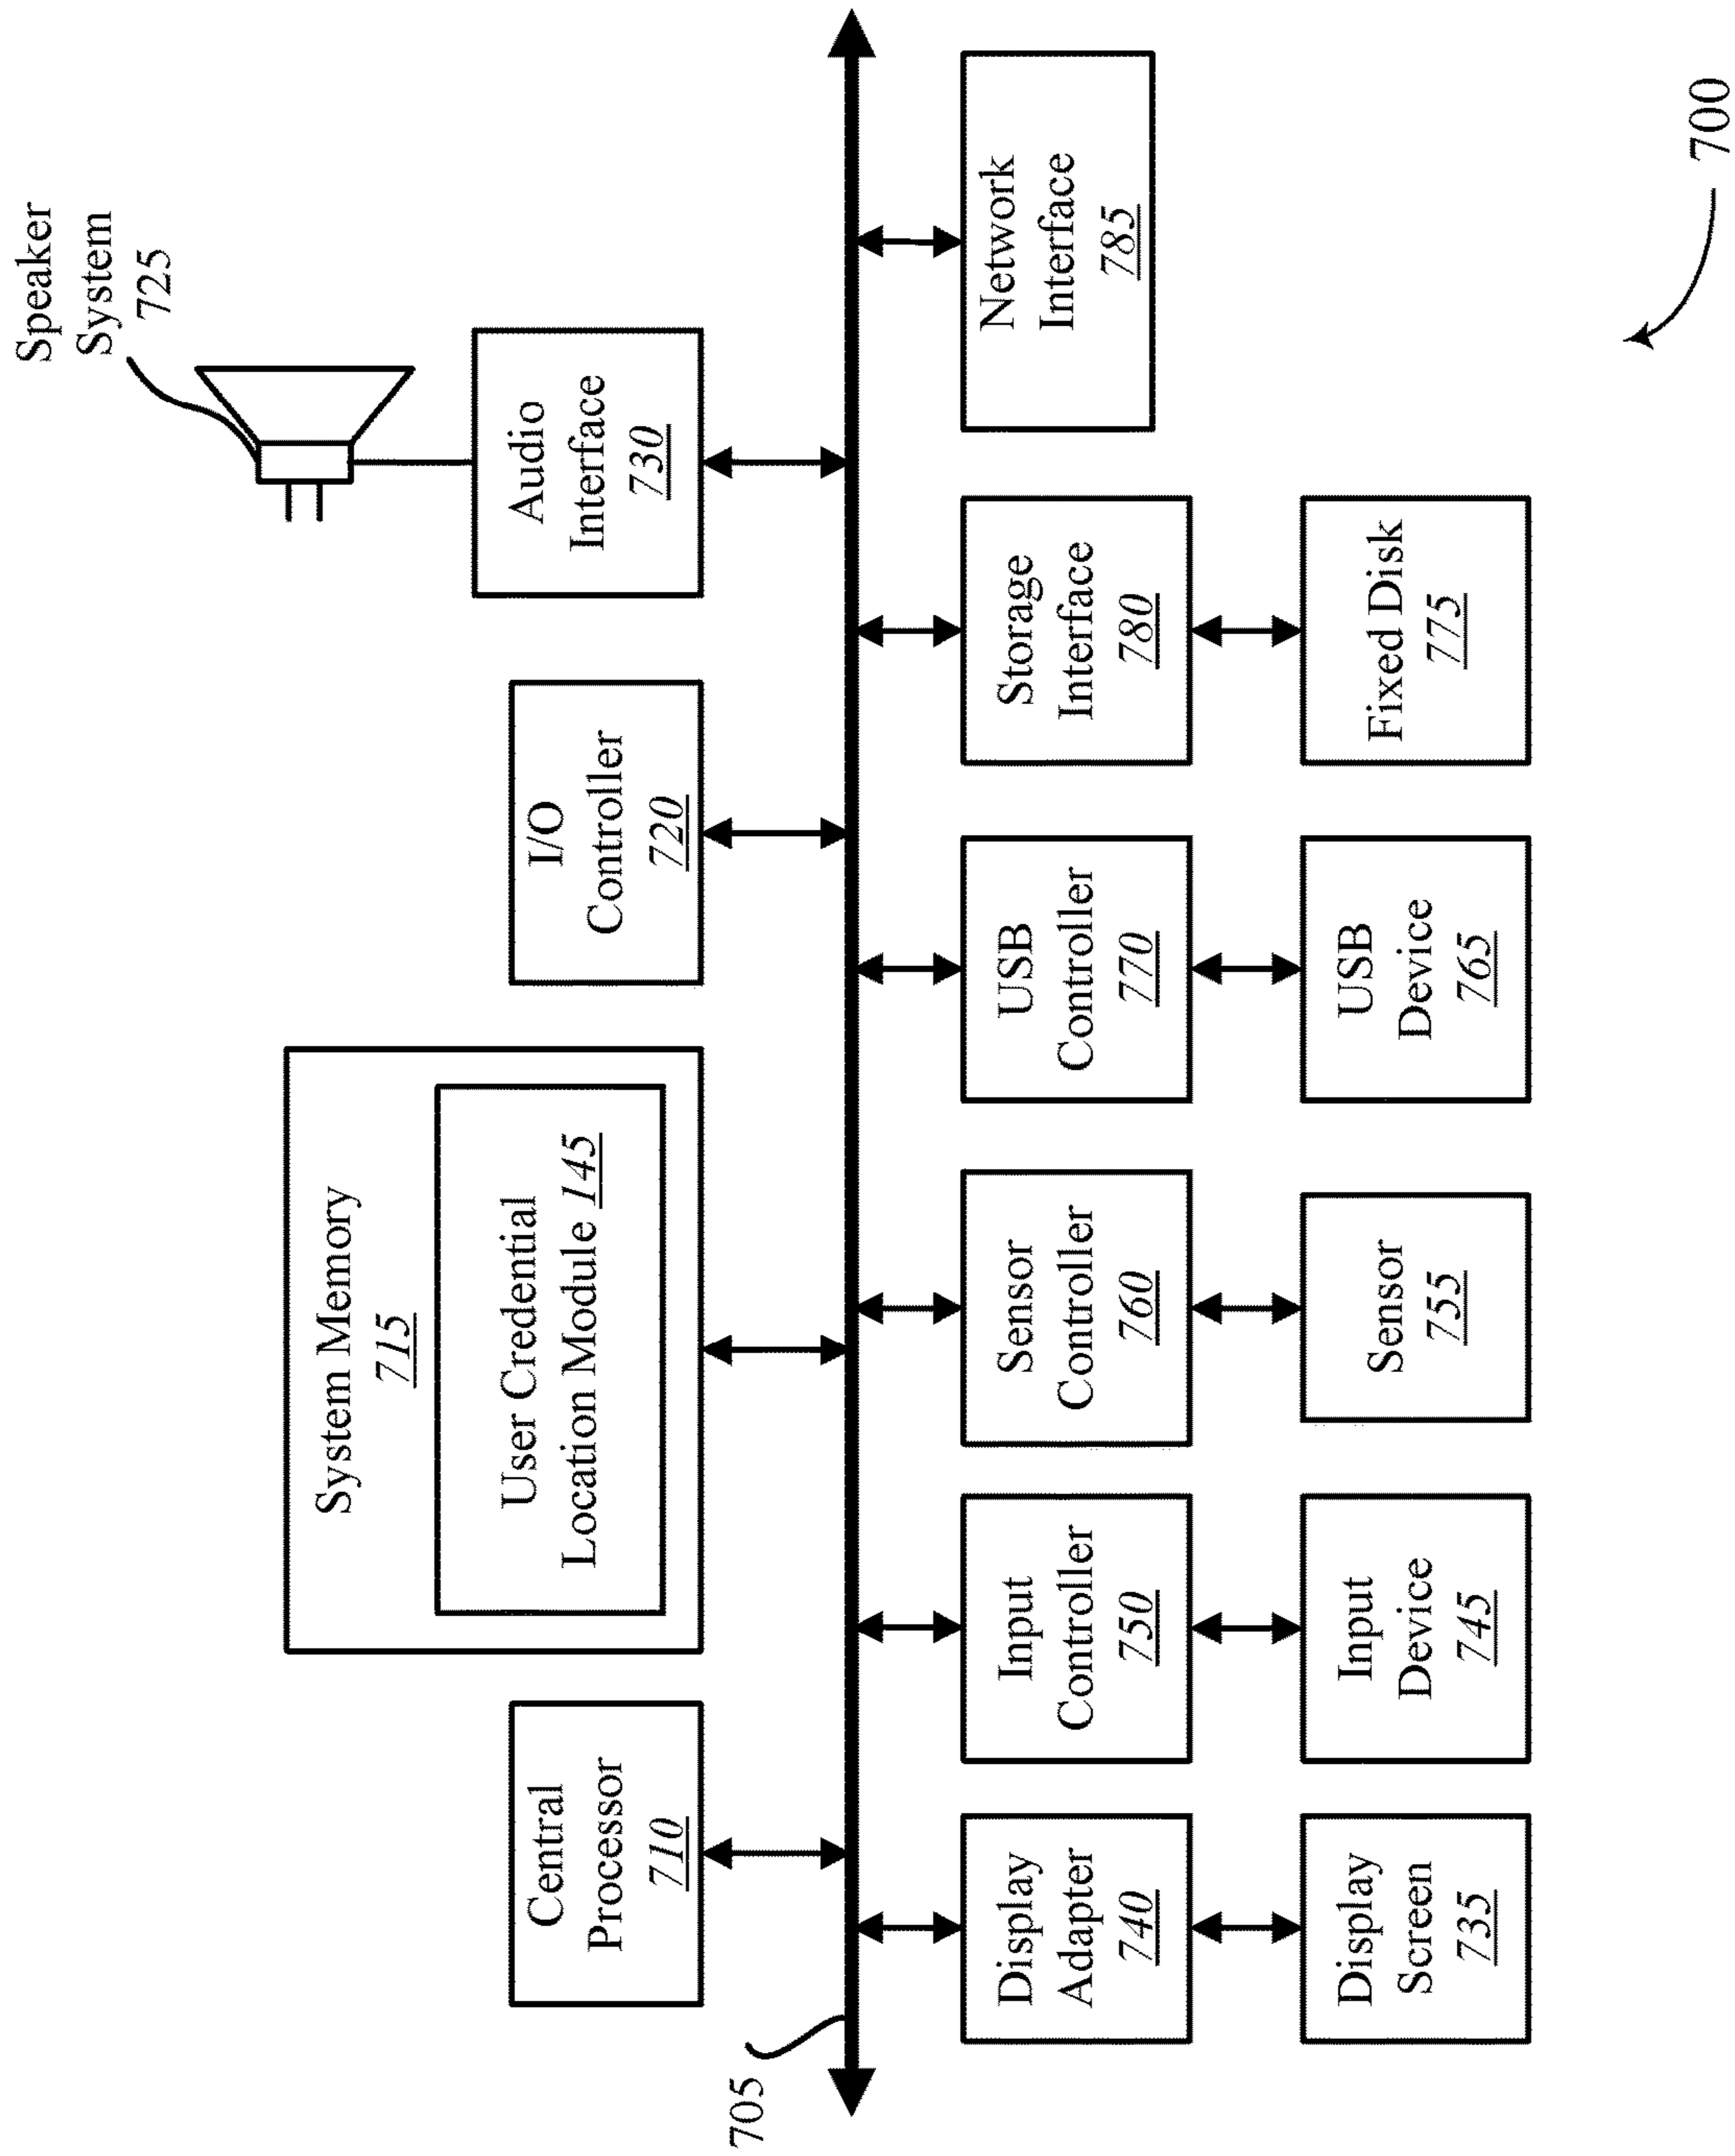 Speaker
System
725
Central
Processor
710
System Memory
715
User Credential
Location Module 145
I/O
Controller
720
Audio
Interface
730
705
Display
Adapter
740
Input
Controller
750
Sensor
Controller
760
USB
Controller
770
Storage
Interface
780
Network
Interface
785
Display
Screen
735
Input
Device
745
Sensor
755
USB
Device
765
Fixed Disk
775
700